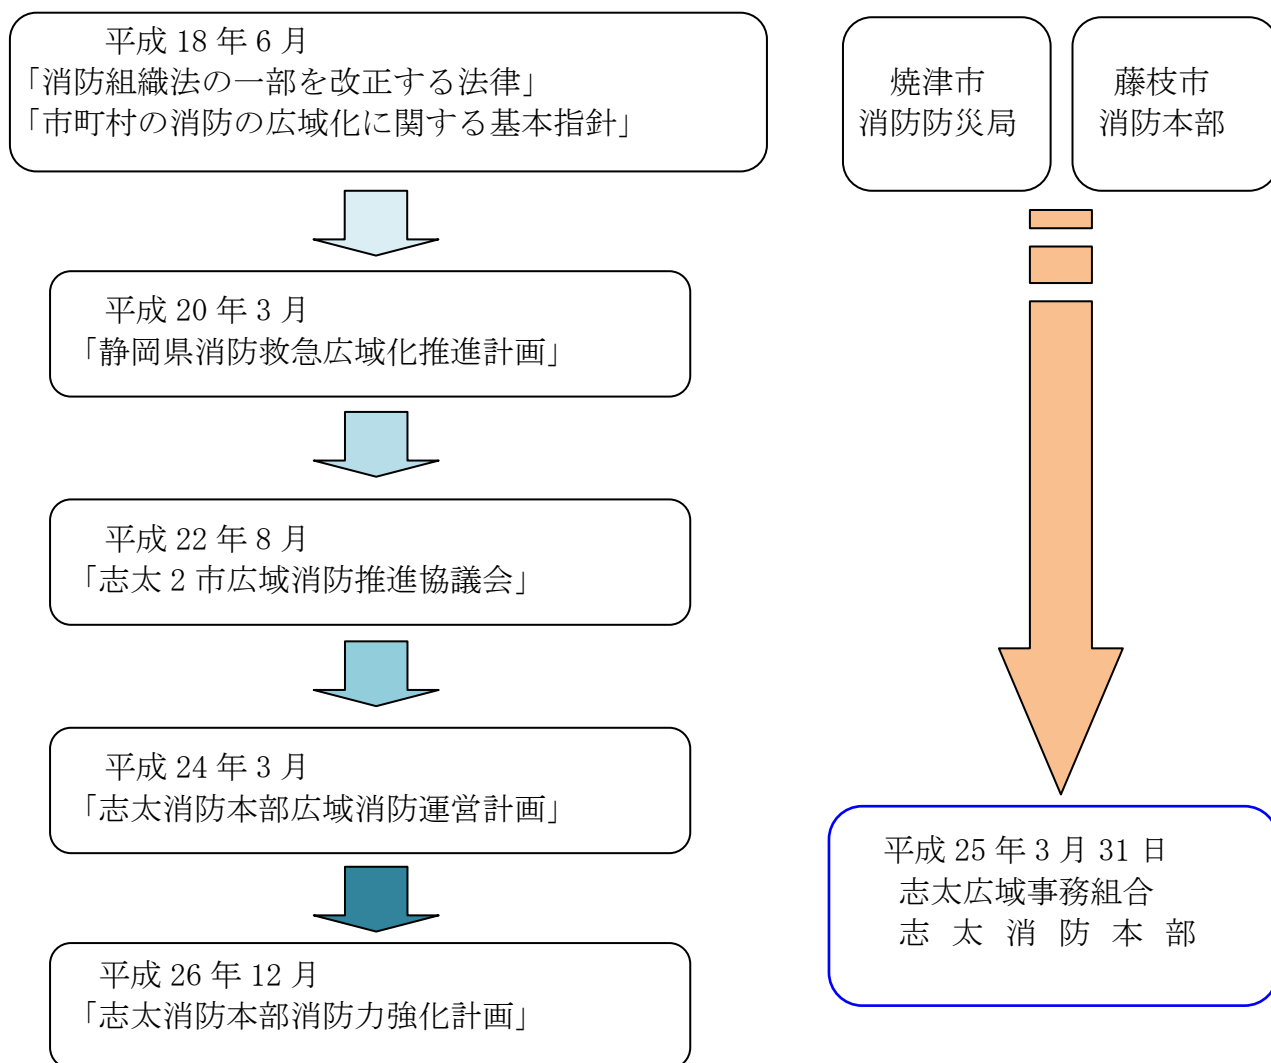 平成 18 年 6 月
「消防組織法の一部を改正する法律」
「市町村の消防の広域化に関する基本指針」
平成 20 年 3 月
「静岡県消防救急広域化推進計画」
平成 22 年 8 月
「志太 2 市広域消防推進協議会」
平成 24 年 3 月
「志太消防本部広域消防運営計画」
平成 26 年 12 月
「志太消防本部消防力強化計画」
焼津市
消防防災局
藤枝市
消防本部
平成 25 年 3 月 31 日
志太広域事務組合
志太消防本部